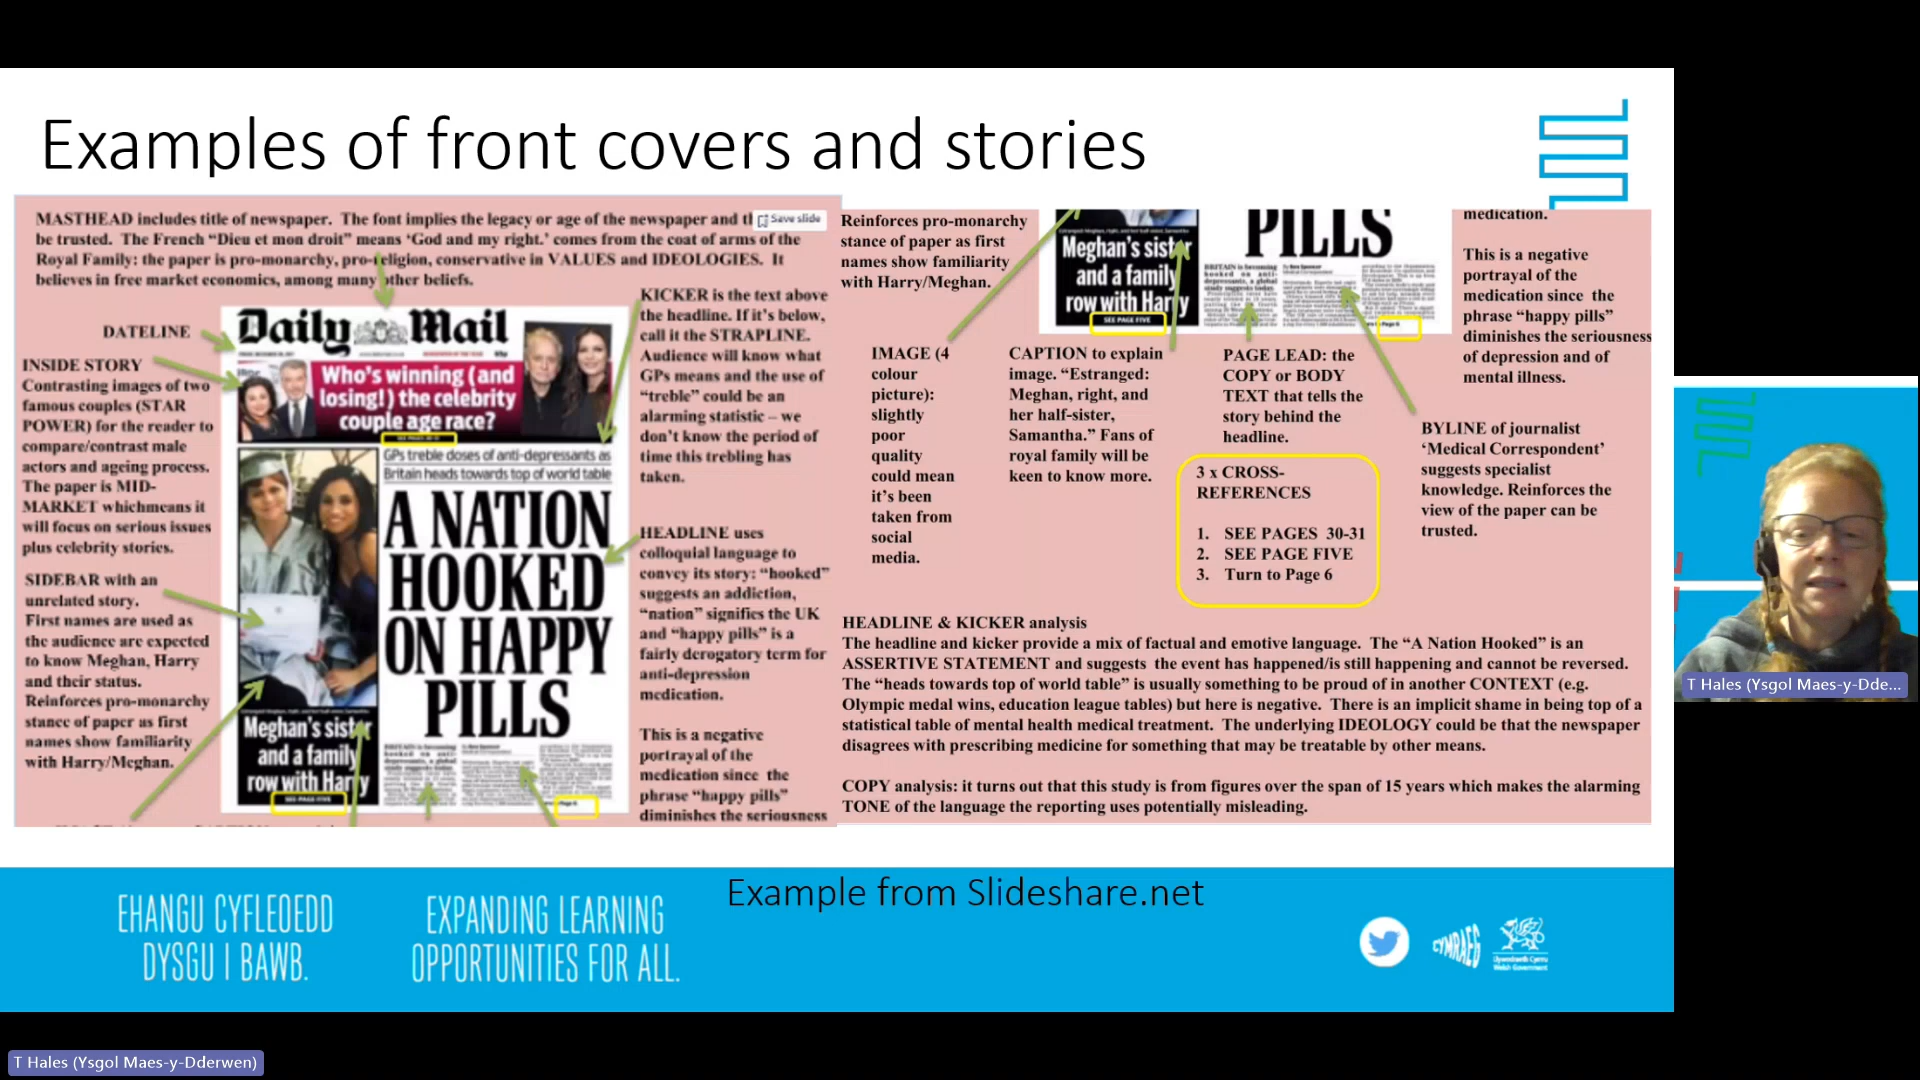 Examples of front covers and stories
MASTHEAD includes title of newspaper. The font implies the legacy or age of the newspaper and
Save slide
be trusted. The French “Dieu et mon droit” means ‘God and my right.’ comes from the coat of arms of the
Royal Family: the paper is pro-monarchy, pro-religion, conservative in VALUES and IDEOLOGIES. It
believes in free market economics, among many other beliefs.
DATELINE
INSIDE STORY
Contrasting images of two
famous couples (STAR
POWER) for the reader to
compare/contrast male
actors and ageing process.
The paper is MID-
MARKET whichmeans it
will focus on serious issues
plus celebrity stories.
SIDEBAR with an
unrelated story.
First names are used as
the audience are expected
to know Meghan, Harry
and their status.
Reinforces pro-monarchy
stance of paper as first
names show familiarity
with Harry/Meghan.
Daily Mail
Who's winning (and
losing!) the celebrity
couple age race?
GPs treble doses of anti-depressants as
Britain heads towards top of world table
A NATION
HOOKED
ON HAPPY
PILLS
Meghan's sister
and a family
row with Harry
SEE PAGE FIVE
KICKER is the text above
the headline. If it's below,
call it the STRAPLINE.
Audience will know what
GPs means and the use of
“treble” could be an
alarming statistic – we
don't know the period of
time this trebling has
taken.
HEADLINE uses
colloquial language to
convey its story: “hooked”
suggests an addiction,
“nation” signifies the UK
and “happy pills” is a
fairly derogatory term for
anti-depression
medication.
This is a negative
portrayal of the
medication since the
phrase “happy pills”
diminishes the seriousness
Reinforces pro-monarchy
stance of paper as first
names show familiarity
with Harry/Meghan.
Meghan's sister
and a family
row with Harry
SEE PAGE FIVE
PILLS
BRITAIN is becoming
hooked on anti-
depressants, a global
study suggests today.
medication.
This is a negative
portrayal of the
medication since the
phrase “happy pills”
diminishes the seriousness
of depression and of
mental illness.
IMAGE (4
colour
picture):
slightly
poor
quality
could mean
it's been
taken from
social
media.
CAPTION to explain
image. “Estranged:
Meghan, right, and
her half-sister,
Samantha.” Fans of
royal family will be
keen to know more.
PAGE LEAD: the
COPY or BODY
TEXT that tells the
story behind the
headline.
3 x CROSS-
REFERENCES
1. SEE PAGES 30-31
2. SEE PAGE FIVE
3. Turn to Page 6
BYLINE of journalist
‘Medical Correspondent’
suggests specialist
knowledge. Reinforces the
view of the paper can be
trusted.
HEADLINE & KICKER analysis
The headline and kicker provide a mix of factual and emotive language. The “A Nation Hooked” is an
ASSERTIVE STATEMENT and suggests the event has happened/is still happening and cannot be reversed.
The “heads towards top of world table” is usually something to be proud of in another CONTEXT (e.g.
Olympic medal wins, education league tables) but here is negative. There is an implicit shame in being top of a
statistical table of mental health medical treatment. The underlying IDEOLOGY could be that the newspaper
disagrees with prescribing medicine for something that may be treatable by other means.
COPY analysis: it turns out that this study is from figures over the span of 15 years which makes the alarming
TONE of the language the reporting uses potentially misleading.
EHANGU CYFLEOEDD
DYSGU I BAWB.
EXPANDING LEARNING
OPPORTUNITIES FOR ALL.
Example from Slideshare.net
CYMRAEG
Llywodraeth Cymru
Welsh Government
T Hales (Ysgol Maes-y-Dde...
T Hales (Ysgol Maes-y-Dderwen)